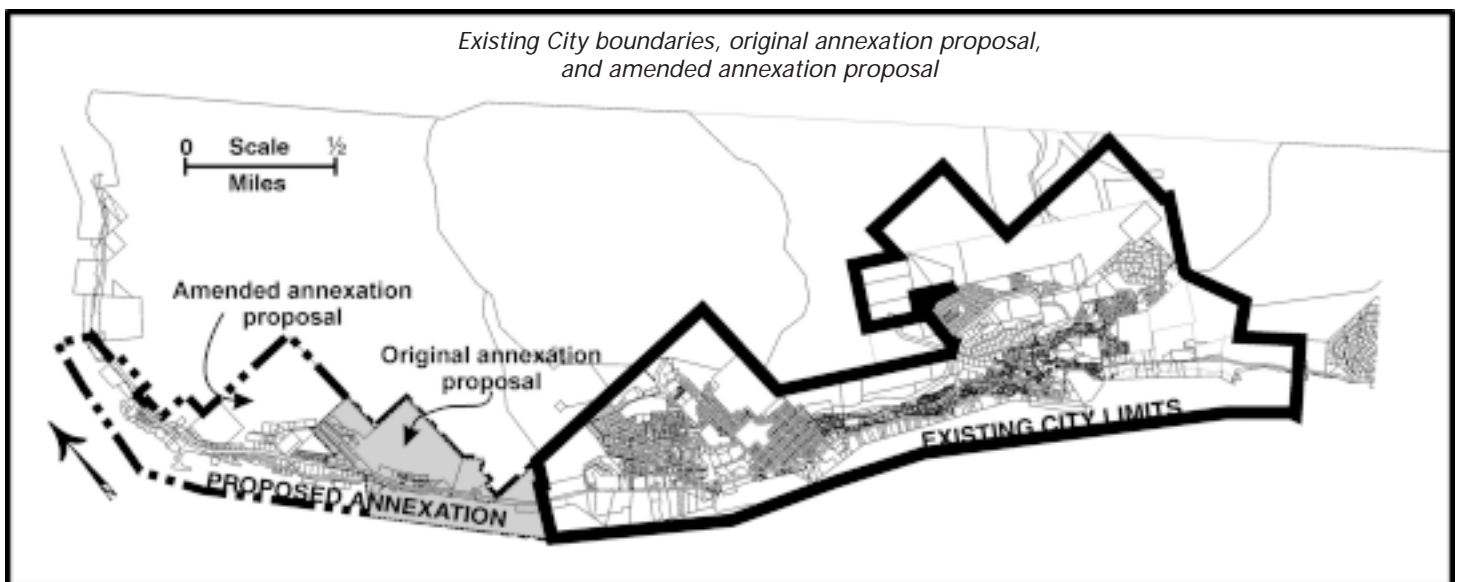 Existing City boundaries, original annexation proposal,
and amended annexation proposal
0 Scale ½
Miles
Amended annexation
proposal
Original annexation
proposal
PROPOSED ANNEXATION
EXISTING CITY LIMITS